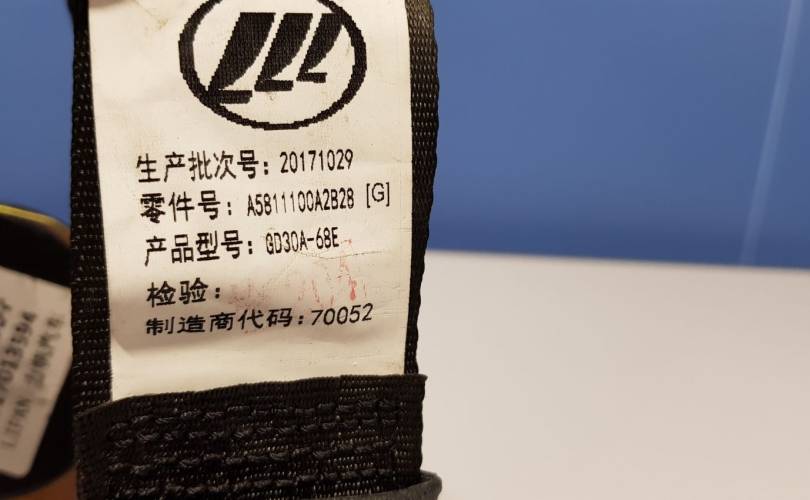 生产批次号: 20171029
零件号: A5811100A2B28 [G]
产品型号: GD30A-68E
检验:
制造商代码:70052